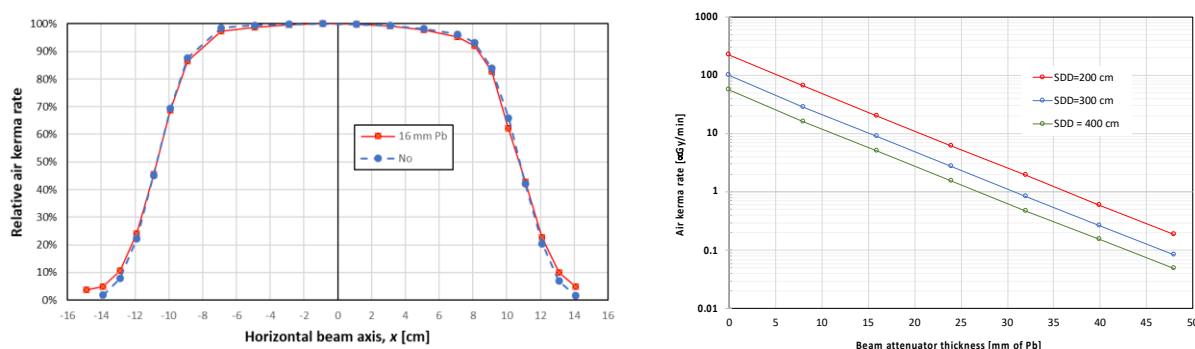 100%
90%
80%
70%
60%
50%
40%
30%
20%
10%
0%
Relative air kerma rate
16 mm Pb
No
-16 -14 -12 -10 -8 -6 -4 -2 0 2 4 6 8 10 12 14 16
Horizontal beam axis, x [cm]
1000
100
10
1
0.1
0.01
Air kerma rate [∝Gy/min]
SDD=200 cm
SDD=300 cm
SDD = 400 cm
0 5 10 15 20 25 30 35 40 45 50
Beam attenuator thickness [mm of Pb]